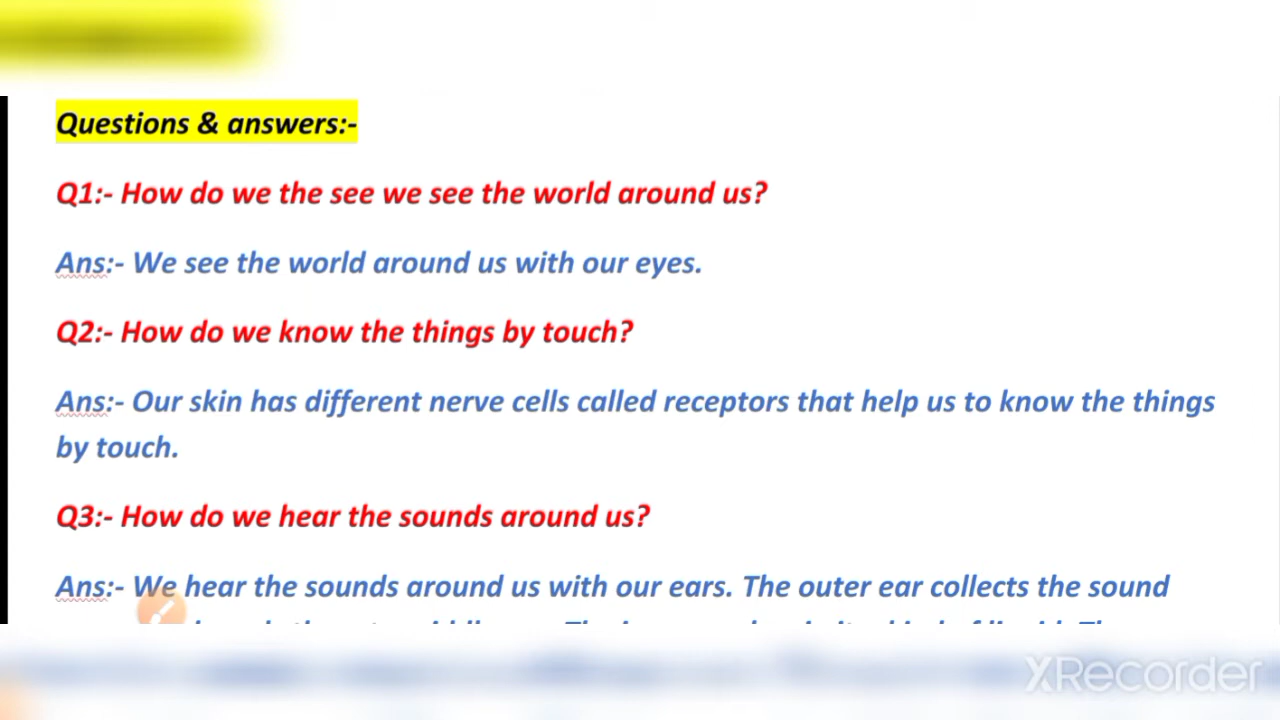 Questions & answers:-
Q1:- How do we the see we see the world around us?
Ans:- We see the world around us with our eyes.
Q2:- How do we know the things by touch?
Ans:- Our skin has different nerve cells called receptors that help us to know the things
by touch.
Q3:- How do we hear the sounds around us?
Ans:- We hear the sounds around us with our ears. The outer ear collects the sound
XRecorder